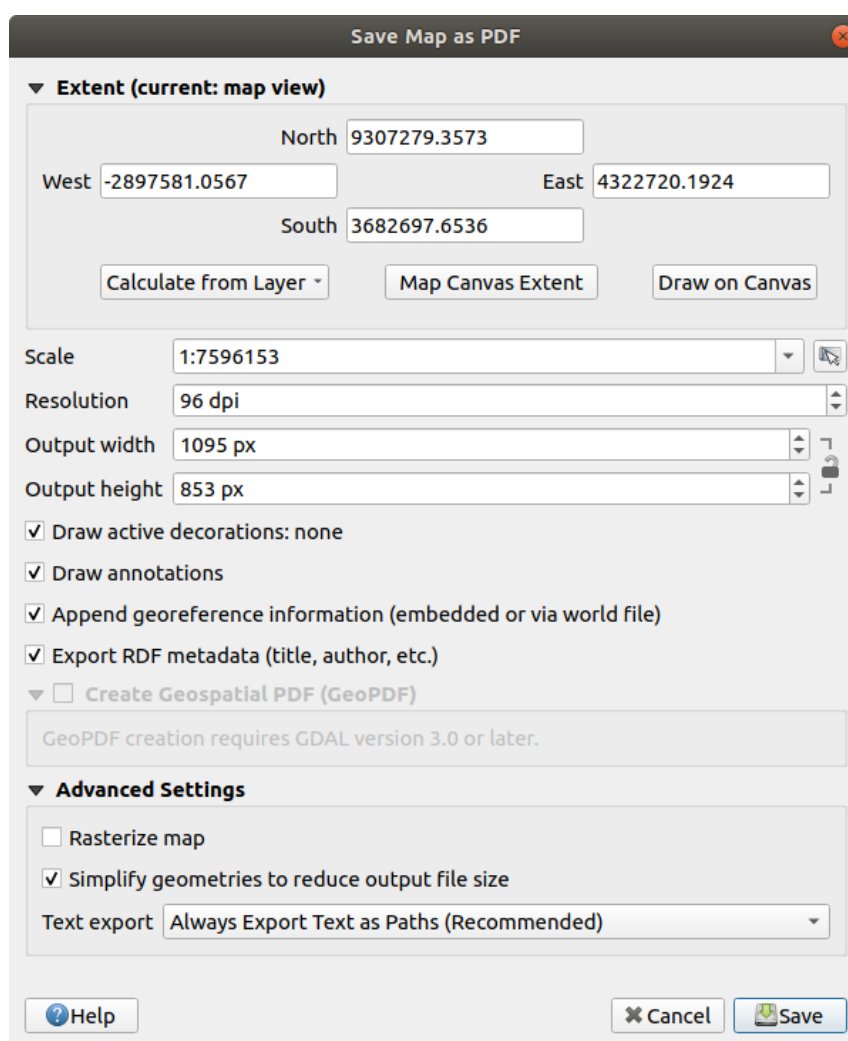 Save Map as PDF
Extent (current: map view)
North 9307279.3573
West -2897581.0567 East 4322720.1924
South 3682697.6536
Calculate from Layer Map Canvas Extent Draw on Canvas
Scale 1:7596153
Resolution 96 dpi
Output width 1095 px
Output height 853 px
Draw active decorations: none
Draw annotations
Append georeference information (embedded or via world file)
Export RDF metadata (title, author, etc.)
Create Geospatial PDF (GeoPDF)
GeoPDF creation requires GDAL version 3.0 or later.
Advanced Settings
Rasterize map
Simplify geometries to reduce output file size
Text export Always Export Text as Paths (Recommended)
Help Cancel Save